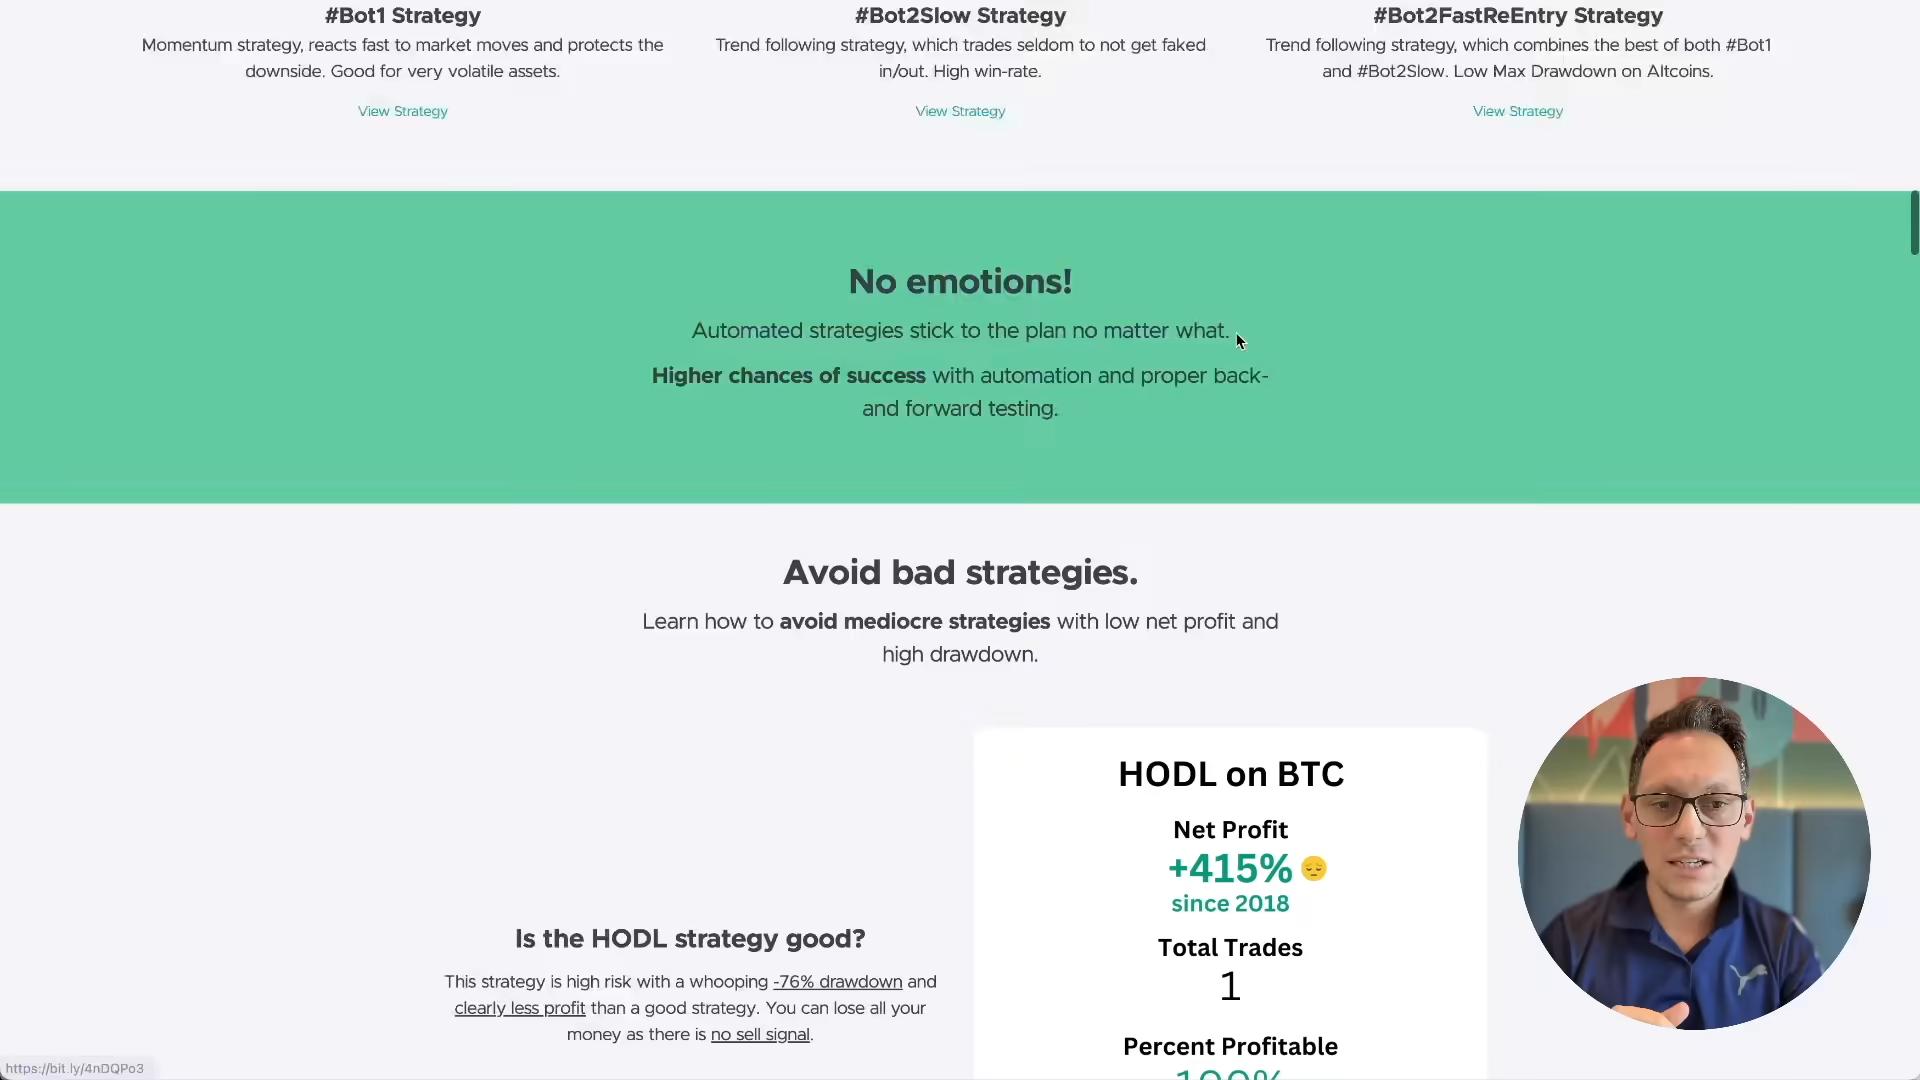 #Bot1 Strategy
Momentum strategy, reacts fast to market moves and protects the
downside. Good for very volatile assets.
View Strategy
#Bot2Slow Strategy
Trend following strategy, which trades seldom to not get faked
in/out. High win-rate.
View Strategy
#Bot2FastReEntry Strategy
Trend following strategy, which combines the best of both #Bot1
and #Bot2Slow. Low Max Drawdown on Altcoins.
View Strategy
No emotions!
Automated strategies stick to the plan no matter what.
Higher chances of success with automation and proper back-
and forward testing.
Avoid bad strategies.
Learn how to avoid mediocre strategies with low net profit and
high drawdown.
Is the HODL strategy good?
This strategy is high risk with a whooping -76% drawdown and
clearly less profit than a good strategy. You can lose all your
money as there is no sell signal.
HODL on BTC
Net Profit
+415% 😔
since 2018
Total Trades
1
Percent Profitable
100%
https://bit.ly/4nDQPo3